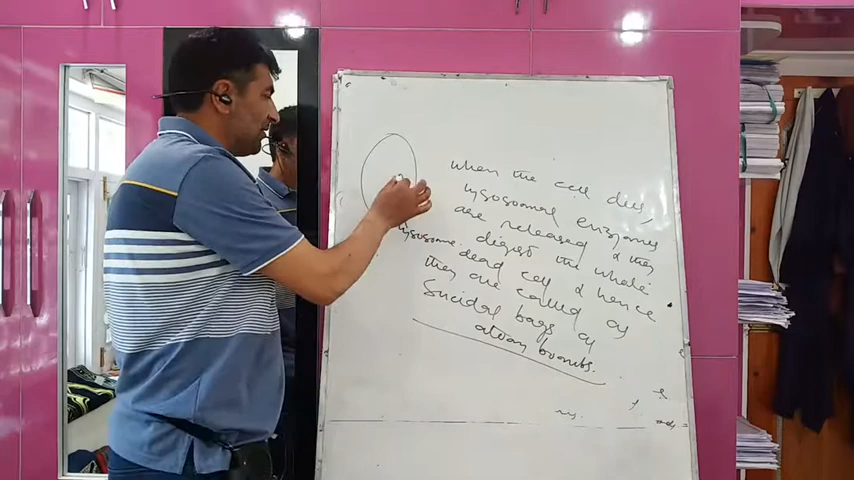 when the cell dies,
lysosomal enzymes
are released & they
digest the whole
dead cell & hence
they are called as
Suicidal bags or
atom bombs.
lysosome.